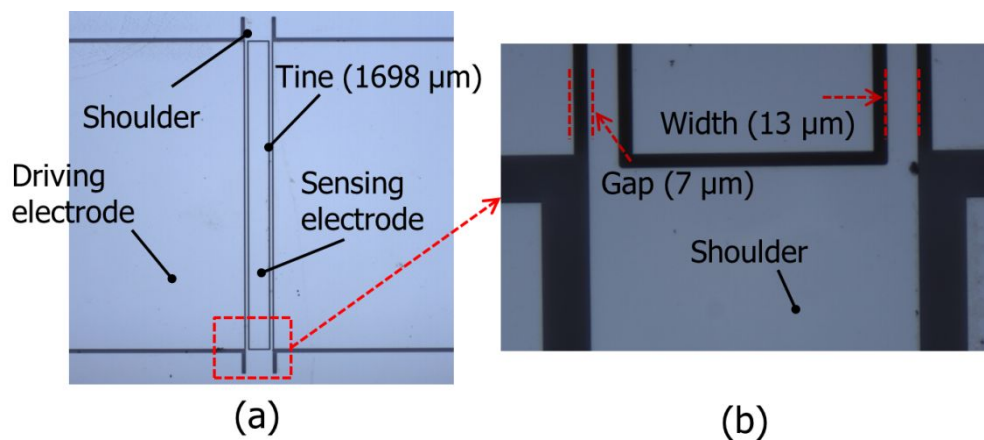 Shoulder
Tine (1698 µm)
Driving
electrode
Sensing
electrode
(a)
Width (13 µm)
Gap (7 µm)
Shoulder
(b)